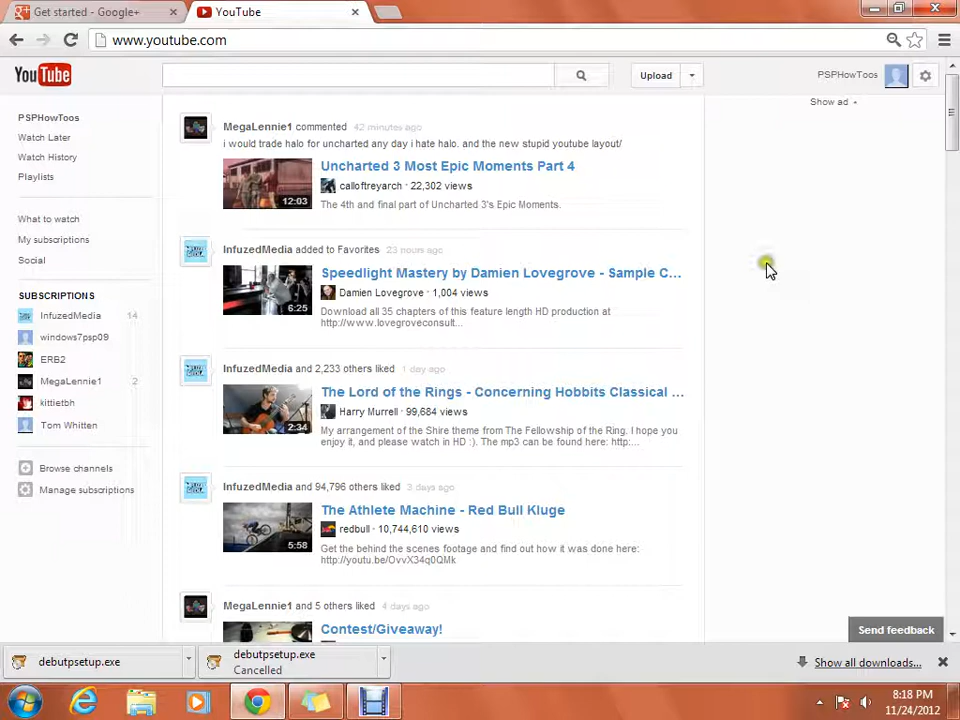 Get started - Google+
YouTube
www.youtube.com
YouTube
Upload
PSPHowToos
Show ad
PSPHowToos
Watch Later
Watch History
Playlists
What to watch
My subscriptions
Social
SUBSCRIPTIONS
InfuzedMedia 14
windows7psp09
ERB2
MegaLennie1 2
kittietbh
Tom Whitten
Browse channels
Manage subscriptions
MegaLennie1 commented 42 minutes ago
i would trade halo for uncharted any day i hate halo. and the new stupid youtube layout/
Uncharted 3 Most Epic Moments Part 4
calloftreyarch · 22,302 views
12:03
The 4th and final part of Uncharted 3's Epic Moments.
InfuzedMedia added to Favorites 23 hours ago
Speedlight Mastery by Damien Lovegrove - Sample C...
Damien Lovegrove · 1,004 views
6:25
Download all 35 chapters of this feature length HD production at
http://www.lovegroveconsult...
InfuzedMedia and 2,233 others liked 1 day ago
The Lord of the Rings - Concerning Hobbits Classical ...
Harry Murrell · 99,684 views
2:34
My arrangement of the Shire theme from The Fellowship of the Ring. I hope you
enjoy it, and please watch in HD :). The mp3 can be found here: http:...
InfuzedMedia and 94,796 others liked 3 days ago
The Athlete Machine - Red Bull Kluge
redbull · 10,744,610 views
5:58
Get the behind the scenes footage and find out how it was done here:
http://youtu.be/OvvX34q0QMk
MegaLennie1 and 5 others liked 4 days ago
Contest/Giveaway!
Send feedback
debutpsetup.exe
debutpsetup.exe
Cancelled
Show all downloads...
8:18 PM
11/24/2012